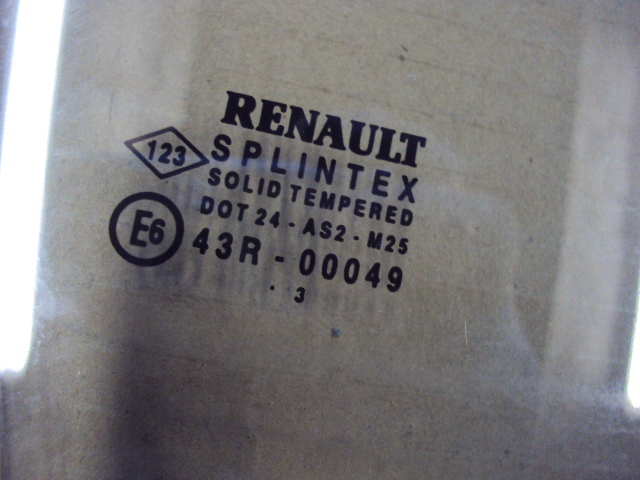 RENAULT
123 SPLINTEX
SOLID TEMPERED
DOT 24 - AS2 - M25
E6 43R - 00049
. 3